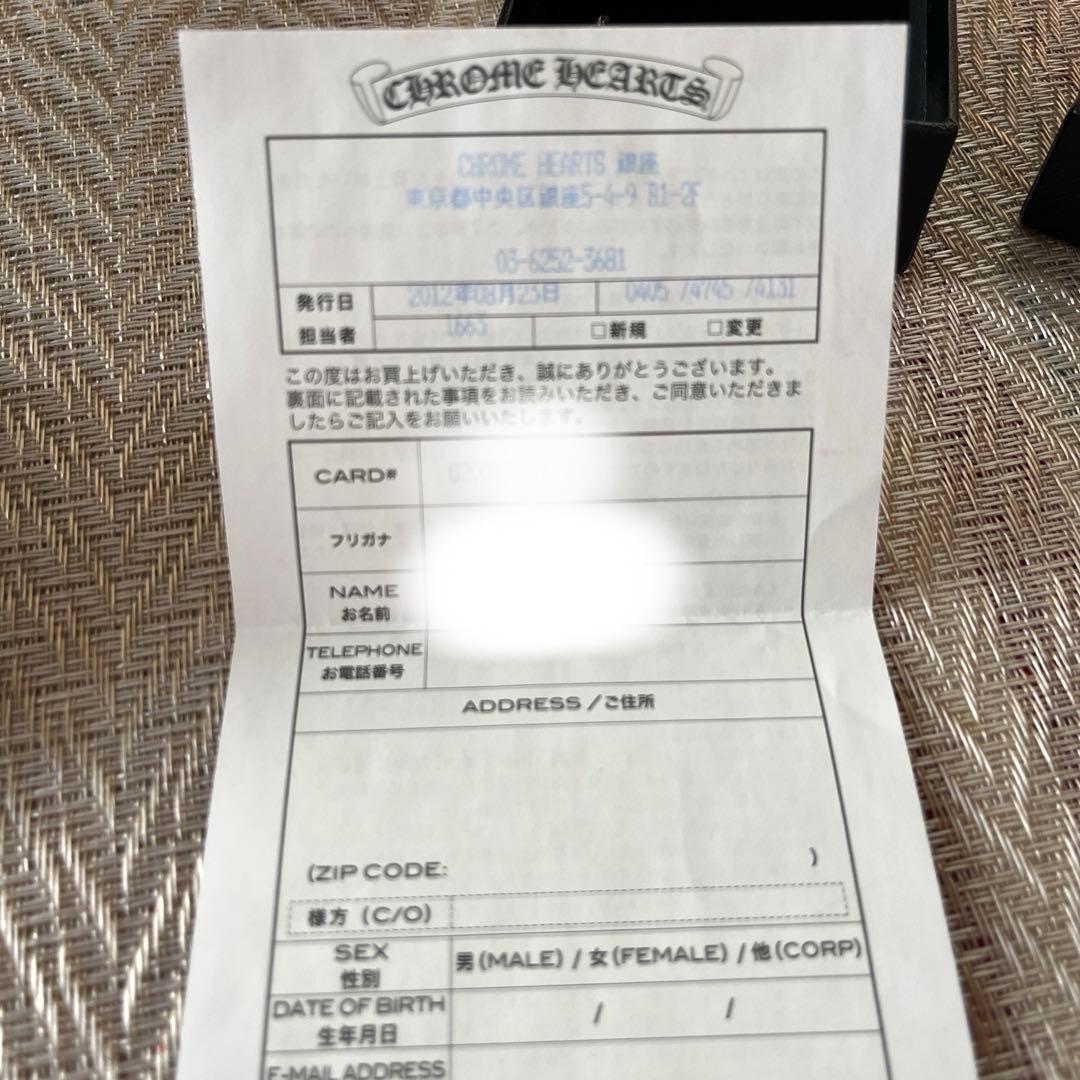 CHROME HEARTS
CHROME HEARTS 銀座
東京都中央区銀座5-4-9 B1-2F
03-6252-3681
発行日 2012年08月23日 0405 /4745 /4131
担当者 1663 □新規 □変更
この度はお買上げいただき、誠にありがとうございます。
裏面に記載された事項をお読みいただき、ご同意いただきま
したらご記入をお願いいたします。
CARD#
フリガナ
NAME
お名前
TELEPHONE
お電話番号
ADDRESS /ご住所
(ZIP CODE: )
様方 (C/O)
SEX
性別
男(MALE) / 女(FEMALE) / 他(CORP)
DATE OF BIRTH
生年月日
/ /
E-MAIL ADDRESS